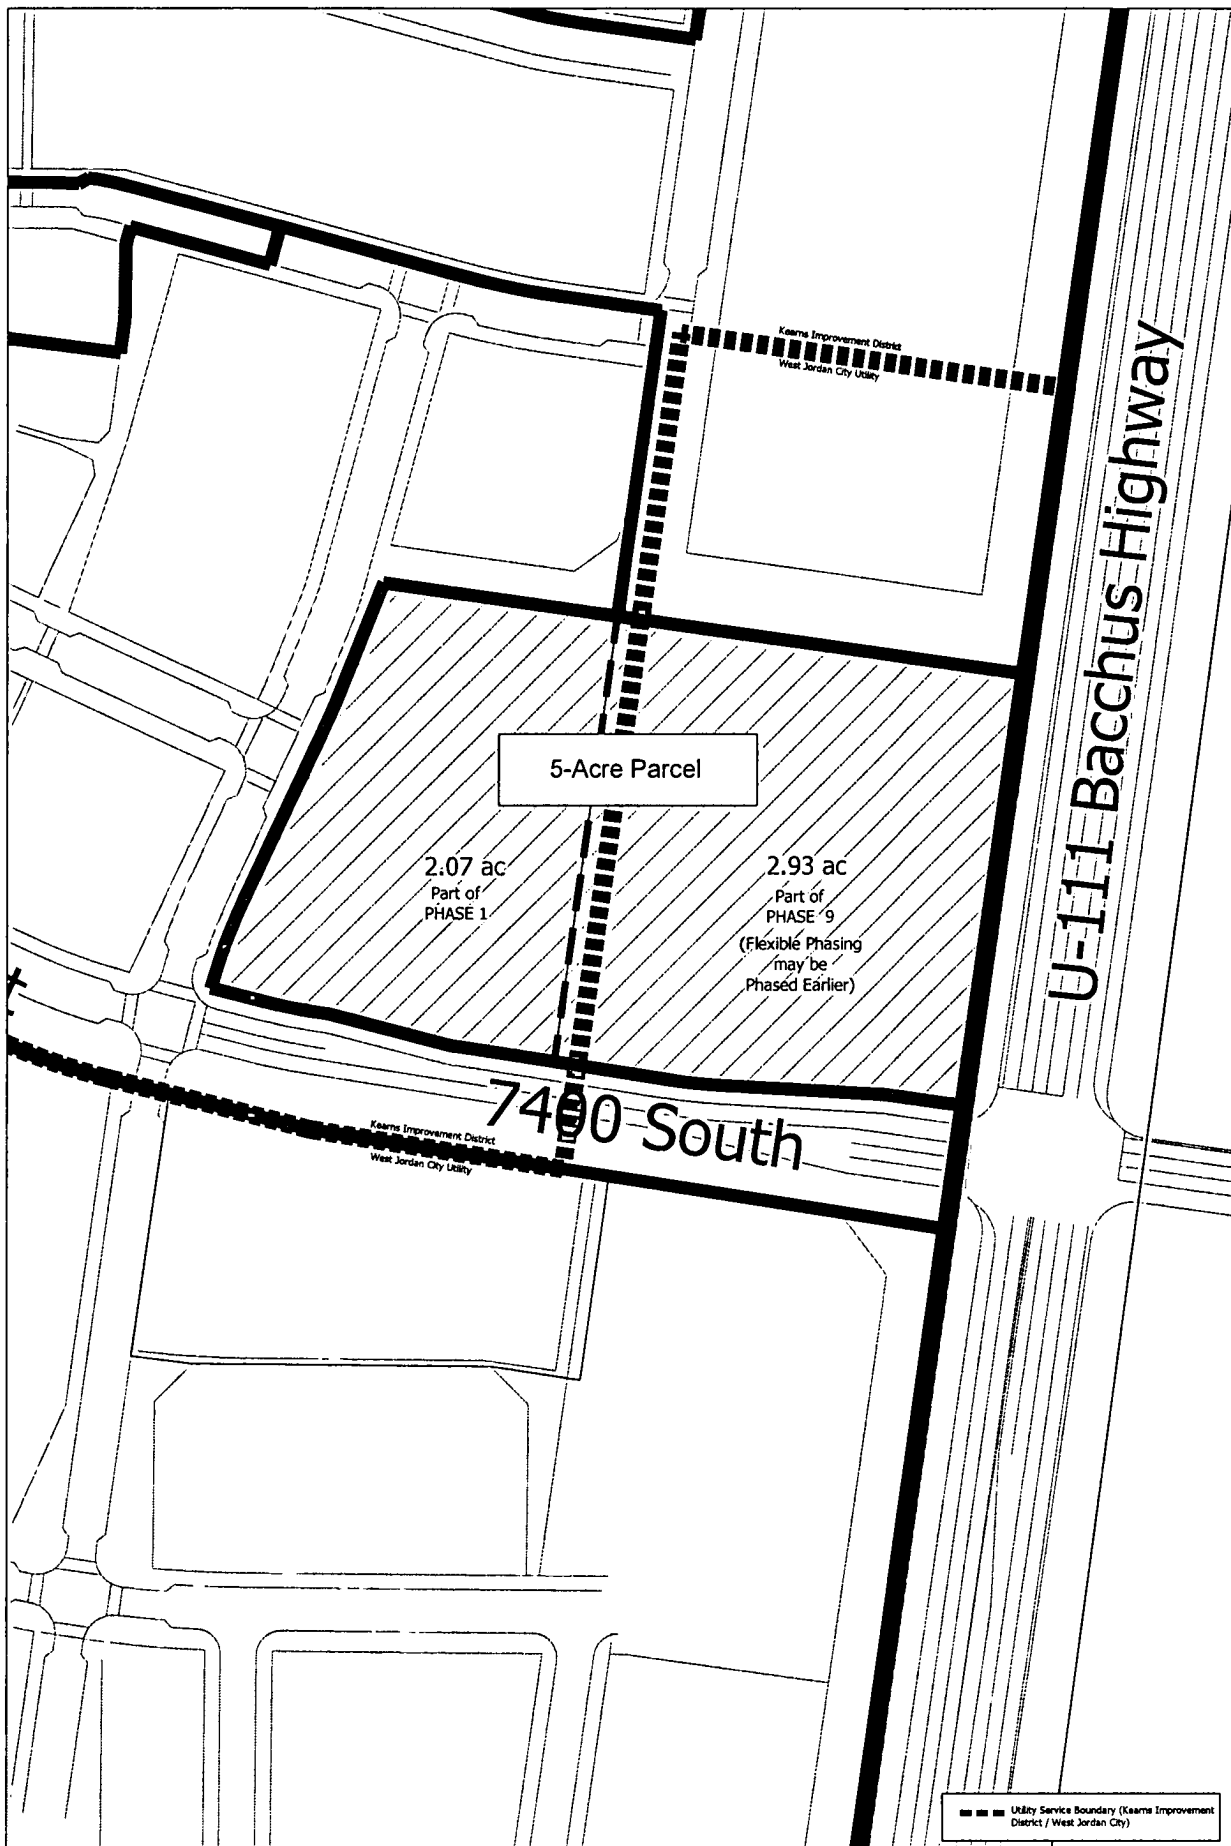 Kearns Improvement District
West Jordan City Utility
U-111 Bacchus Highway
5-Acre Parcel
2.07 ac
Part of
PHASE 1
2.93 ac
Part of
PHASE 9
(Flexible Phasing
may be
Phased Earlier)
7400 South
Kearns Improvement District
West Jordan City Utility
Utility Service Boundary (Kearns Improvement
District / West Jordan City)